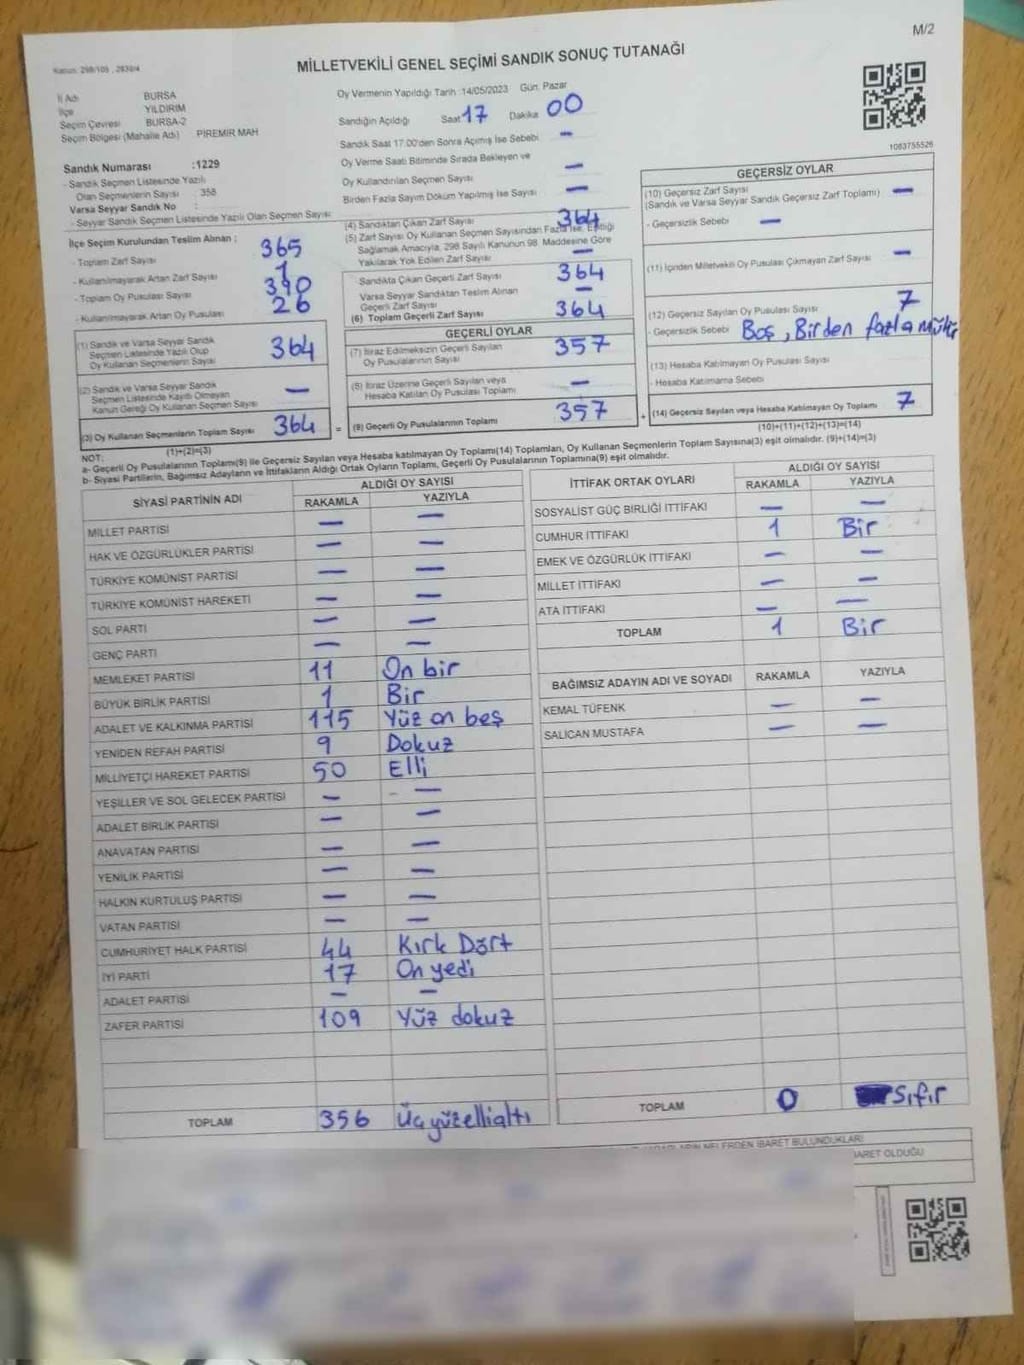 M/2
MİLLETVEKİLİ GENEL SEÇİMİ SANDIK SONUÇ TUTANAĞI
İl Adı BURSA
İlçe YILDIRIM
Seçim Çevresi BURSA-2
Seçim Bölgesi (Mahalle Adı) PIREMIR MAH
Sandık Numarası :1229
- Sandık Seçmen Listesinde Yazılı
Olan Seçmenlerin Sayısı : 358
Varsa Seyyar Sandık No :
- Seyyar Sandık Seçmen Listesinde Yazılı Olan Seçmen Sayısı:
Oy Vermenin Yapıldığı Tarih :14/05/2023 Gün: Pazar
Sandığın Açıldığı Saat 17 Dakika 00
Sandık Saat 17.00'den Sonra Açılmış İse Sebebi —
Oy Verme Saati Bitiminde Sırada Bekleyen ve
Oy Kullandırılan Seçmen Sayısı —
Birden Fazla Sayım Döküm Yapılmış İse Sayısı —
İlçe Seçim Kurulundan Teslim Alınan ;
- Toplam Zarf Sayısı 365
- Kullanılmayarak Artan Zarf Sayısı 1
- Toplam Oy Pusulası Sayısı 390
- Kullanılmayarak Artan Oy Pusulası 26
(1) Sandık ve Varsa Seyyar Sandık
Seçmen Listesinde Yazılı Olup
Oy Kullanan Seçmenlerin Sayısı 364
(2) Sandık ve Varsa Seyyar Sandık
Seçmen Listesinde Kayıtlı Olmayan
Kanun Gereği Oy Kullanan Seçmen Sayısı —
(3) Oy Kullanan Seçmenlerin Toplam Sayısı 364
(1)+(2)=(3)
(4) Sandıktan Çıkan Zarf Sayısı 364
(5) Zarf Sayısı Oy Kullanan Seçmen Sayısından Fazla İse, Eşitliği
Sağlamak Amacıyla, 298 Sayılı Kanunun 98. Maddesine Göre
Yakılarak Yok Edilen Zarf Sayısı —
- Sandıkta Çıkan Geçerli Zarf Sayısı 364
Varsa Seyyar Sandıktan Teslim Alınan
Geçerli Zarf Sayısı —
(6) Toplam Geçerli Zarf Sayısı 364
GEÇERLİ OYLAR
(7) İtiraz Edilmeksizin Geçerli Sayılan
Oy Pusulalarının Sayısı 357
(8) İtiraz Üzerine Geçerli Sayılan veya
Hesaba Katılan Oy Pusulası Toplamı —
= (9) Geçerli Oy Pusulalarının Toplamı 357
1083755526
GEÇERSİZ OYLAR
(10) Geçersiz Zarf Sayısı
(Sandık ve Varsa Seyyar Sandık Geçersiz Zarf Toplamı) —
- Geçersizlik Sebebi —
(11) İçinden Milletvekili Oy Pusulası Çıkmayan Zarf Sayısı —
(12) Geçersiz Sayılan Oy Pusulası Sayısı 7
- Geçersizlik Sebebi Boş, Birden fazla
(13) Hesaba Katılmayan Oy Pusulası Sayısı
- Hesaba Katılmama Sebebi
+ (14) Geçersiz Sayılan veya Hesaba Katılmayan Oy Toplamı 7
(10)+(11)+(12)+(13)=(14)
NOT:
a- Geçerli Oy Pusulalarının Toplamı(9) ile Geçersiz Sayılan veya Hesaba katılmayan Oy Toplamı(14) Toplamları, Oy Kullanan Seçmenlerin Toplam Sayısına(3) eşit olmalıdır. (9)+(14)=(3)
b- Siyasi Partilerin, Bağımsız Adayların ve İttifakların Aldığı Ortak Oyların Toplamı, Geçerli Oy Pusulalarının Toplamına(9) eşit olmalıdır.
SİYASİ PARTİNİN ADI ALDIĞI OY SAYISI
RAKAMLA YAZIYLA
MİLLET PARTİSİ — —
HAK VE ÖZGÜRLÜKLER PARTİSİ — —
TÜRKİYE KOMÜNİST PARTİSİ — —
TÜRKİYE KOMÜNİST HAREKETİ — —
SOL PARTİ — —
GENÇ PARTİ — —
MEMLEKET PARTİSİ 11 On bir
BÜYÜK BİRLİK PARTİSİ 1 Bir
ADALET VE KALKINMA PARTİSİ 115 Yüz on beş
YENİDEN REFAH PARTİSİ 9 Dokuz
MİLLİYETÇİ HAREKET PARTİSİ 50 Elli
YEŞİLLER VE SOL GELECEK PARTİSİ — —
ADALET BİRLİK PARTİSİ — —
ANAVATAN PARTİSİ — —
YENİLİK PARTİSİ — —
HALKIN KURTULUŞ PARTİSİ — —
VATAN PARTİSİ — —
CUMHURİYET HALK PARTİSİ 44 Kırk Dört
İYİ PARTİ 17 On yedi
ADALET PARTİSİ — —
ZAFER PARTİSİ 109 Yüz dokuz
TOPLAM 356 Üçyüzellialtı
İTTİFAK ORTAK OYLARI ALDIĞI OY SAYISI
RAKAMLA YAZIYLA
SOSYALİST GÜÇ BİRLİĞİ İTTİFAKI — —
CUMHUR İTTİFAKI 1 Bir
EMEK VE ÖZGÜRLÜK İTTİFAKI — —
MİLLET İTTİFAKI — —
ATA İTTİFAKI — —
TOPLAM 1 Bir
BAĞIMSIZ ADAYIN ADI VE SOYADI RAKAMLA YAZIYLA
KEMAL TÜFENK — —
SALİCAN MUSTAFA — —
TOPLAM 0 Sıfır
NELERDEN İBARET BULUNDUKLARI
OLDUĞU